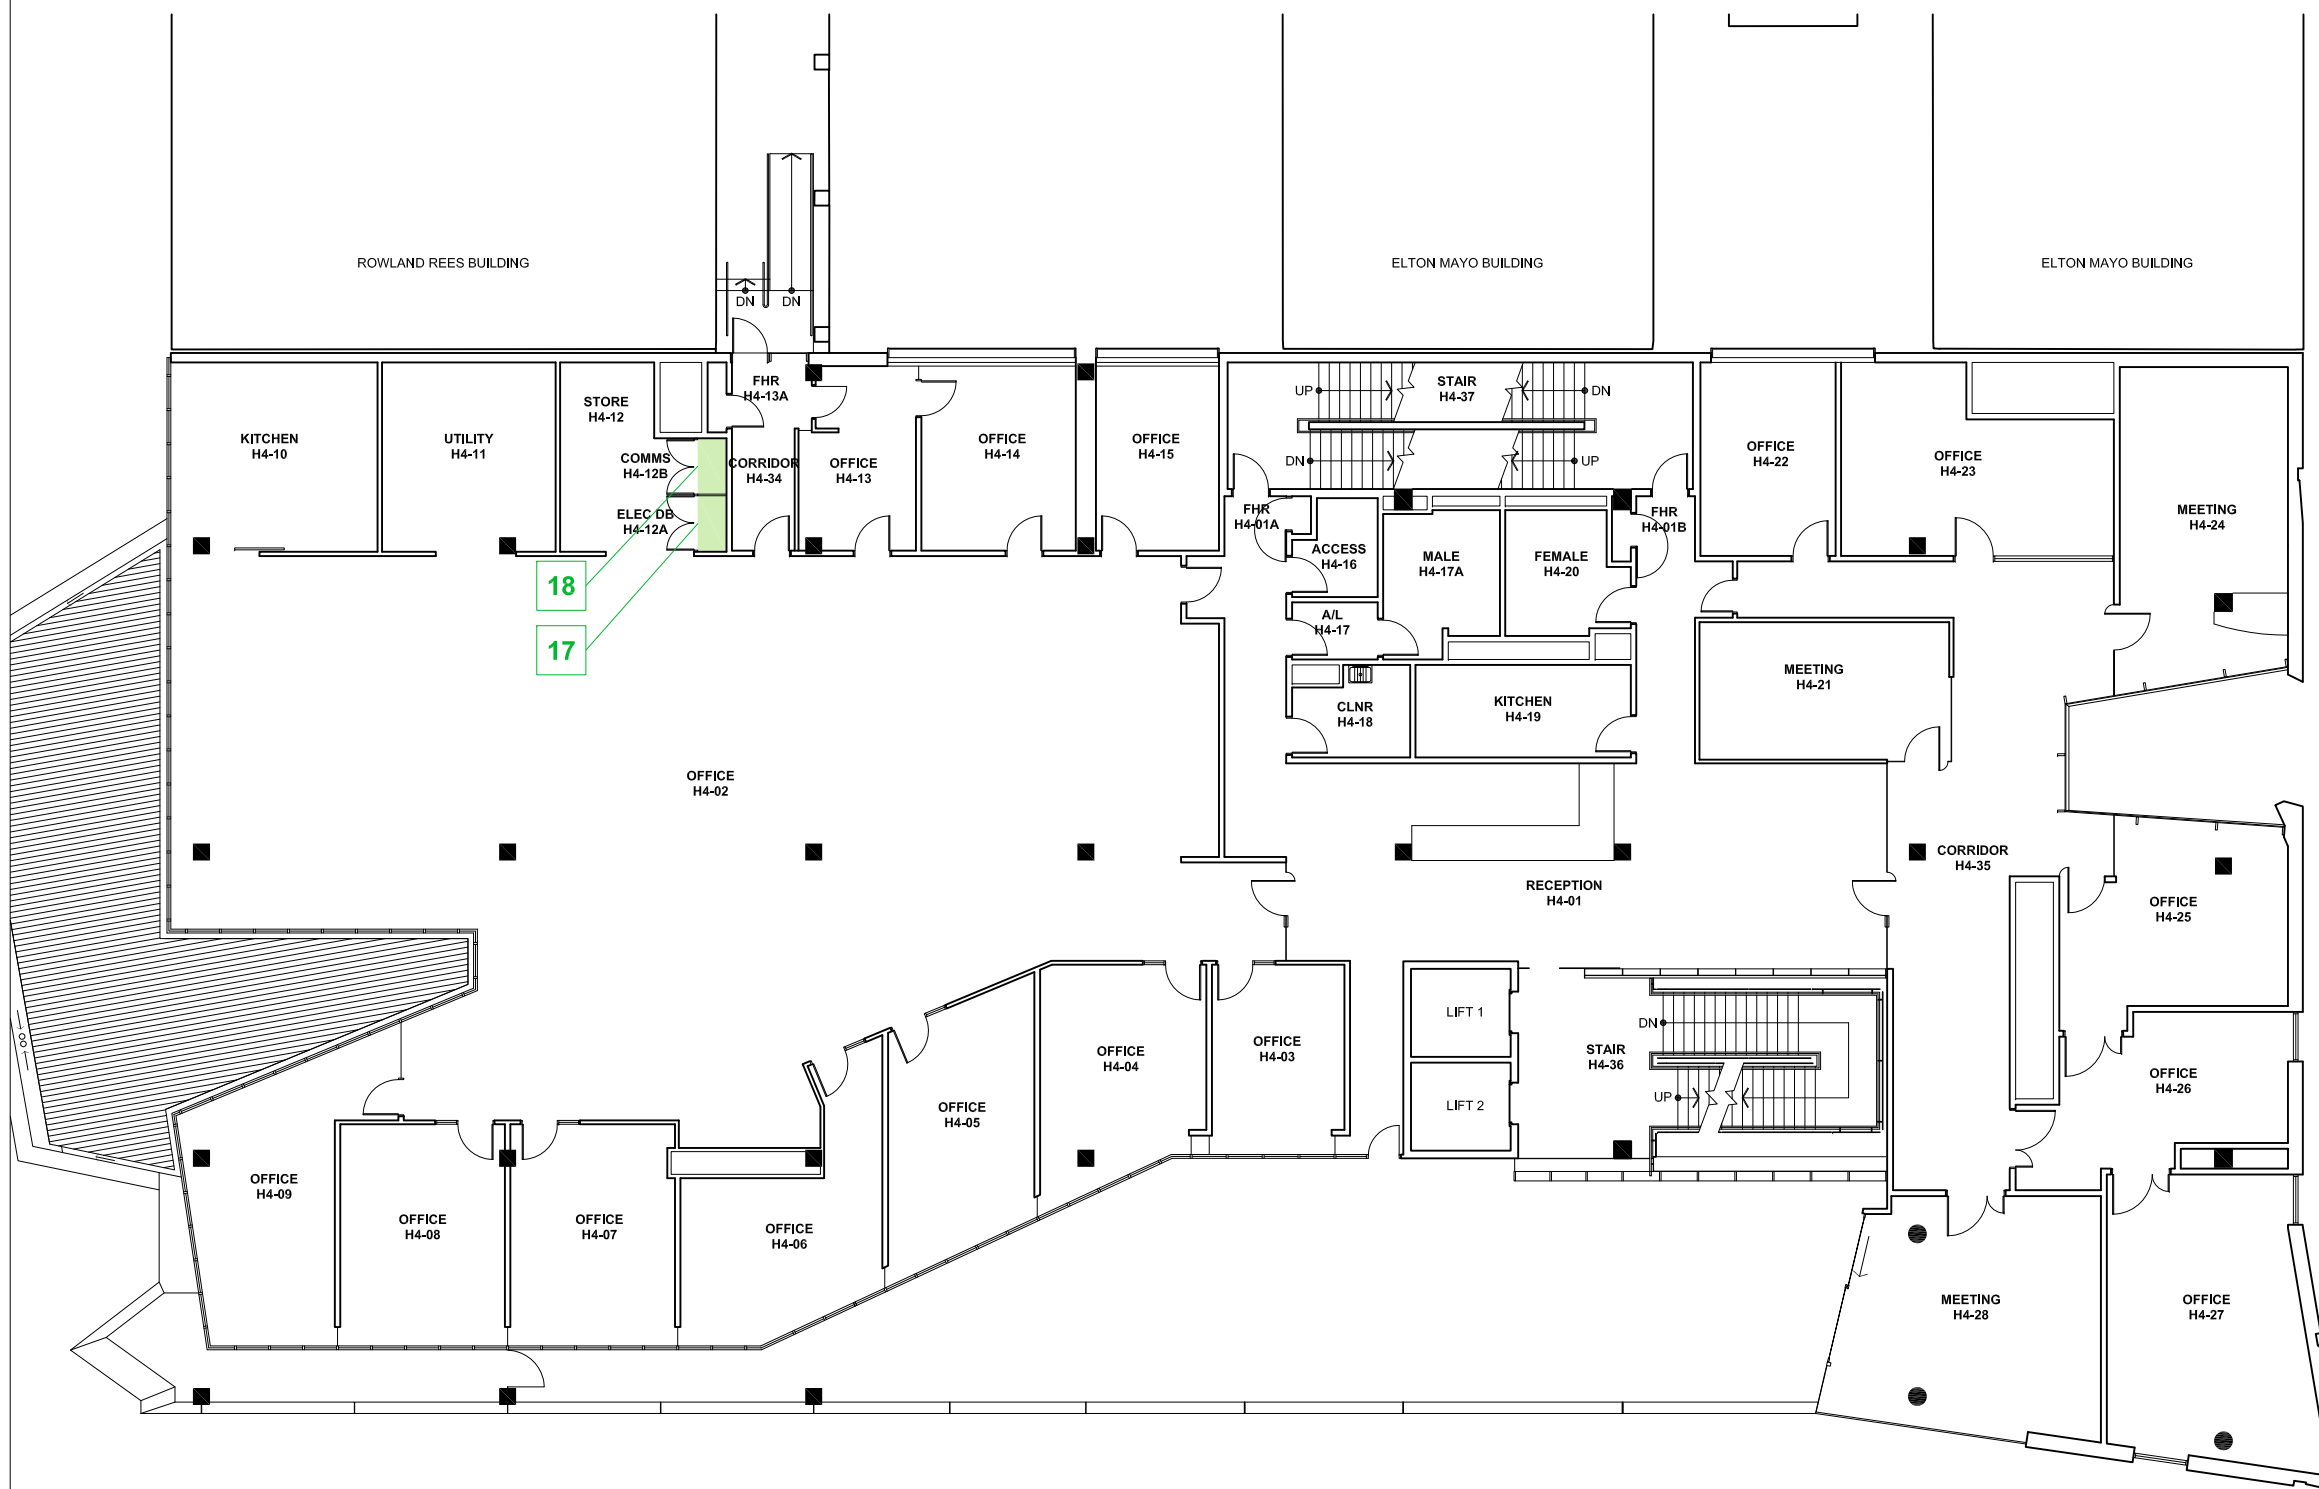 ROWLAND REES BUILDING
ELTON MAYO BUILDING
ELTON MAYO BUILDING
DN
DN
FHR
H4-13A
STORE
H4-12
KITCHEN
H4-10
UTILITY
H4-11
COMMS
H4-12B
CORRIDOR
H4-34
OFFICE
H4-13
OFFICE
H4-14
OFFICE
H4-15
UP
STAIR
H4-37
DN
DN
UP
OFFICE
H4-22
OFFICE
H4-23
ELEC DB
H4-12A
FHR
H4-01A
FHR
H4-01B
MEETING
H4-24
ACCESS
H4-16
MALE
H4-17A
FEMALE
H4-20
18
17
A/L
H4-17
MEETING
H4-21
CLNR
H4-18
KITCHEN
H4-19
OFFICE
H4-02
CORRIDOR
H4-35
RECEPTION
H4-01
OFFICE
H4-25
LIFT 1
DN
OFFICE
H4-04
OFFICE
H4-03
STAIR
H4-36
OFFICE
H4-26
OFFICE
H4-05
LIFT 2
UP
OFFICE
H4-09
OFFICE
H4-08
OFFICE
H4-07
OFFICE
H4-06
MEETING
H4-28
OFFICE
H4-27